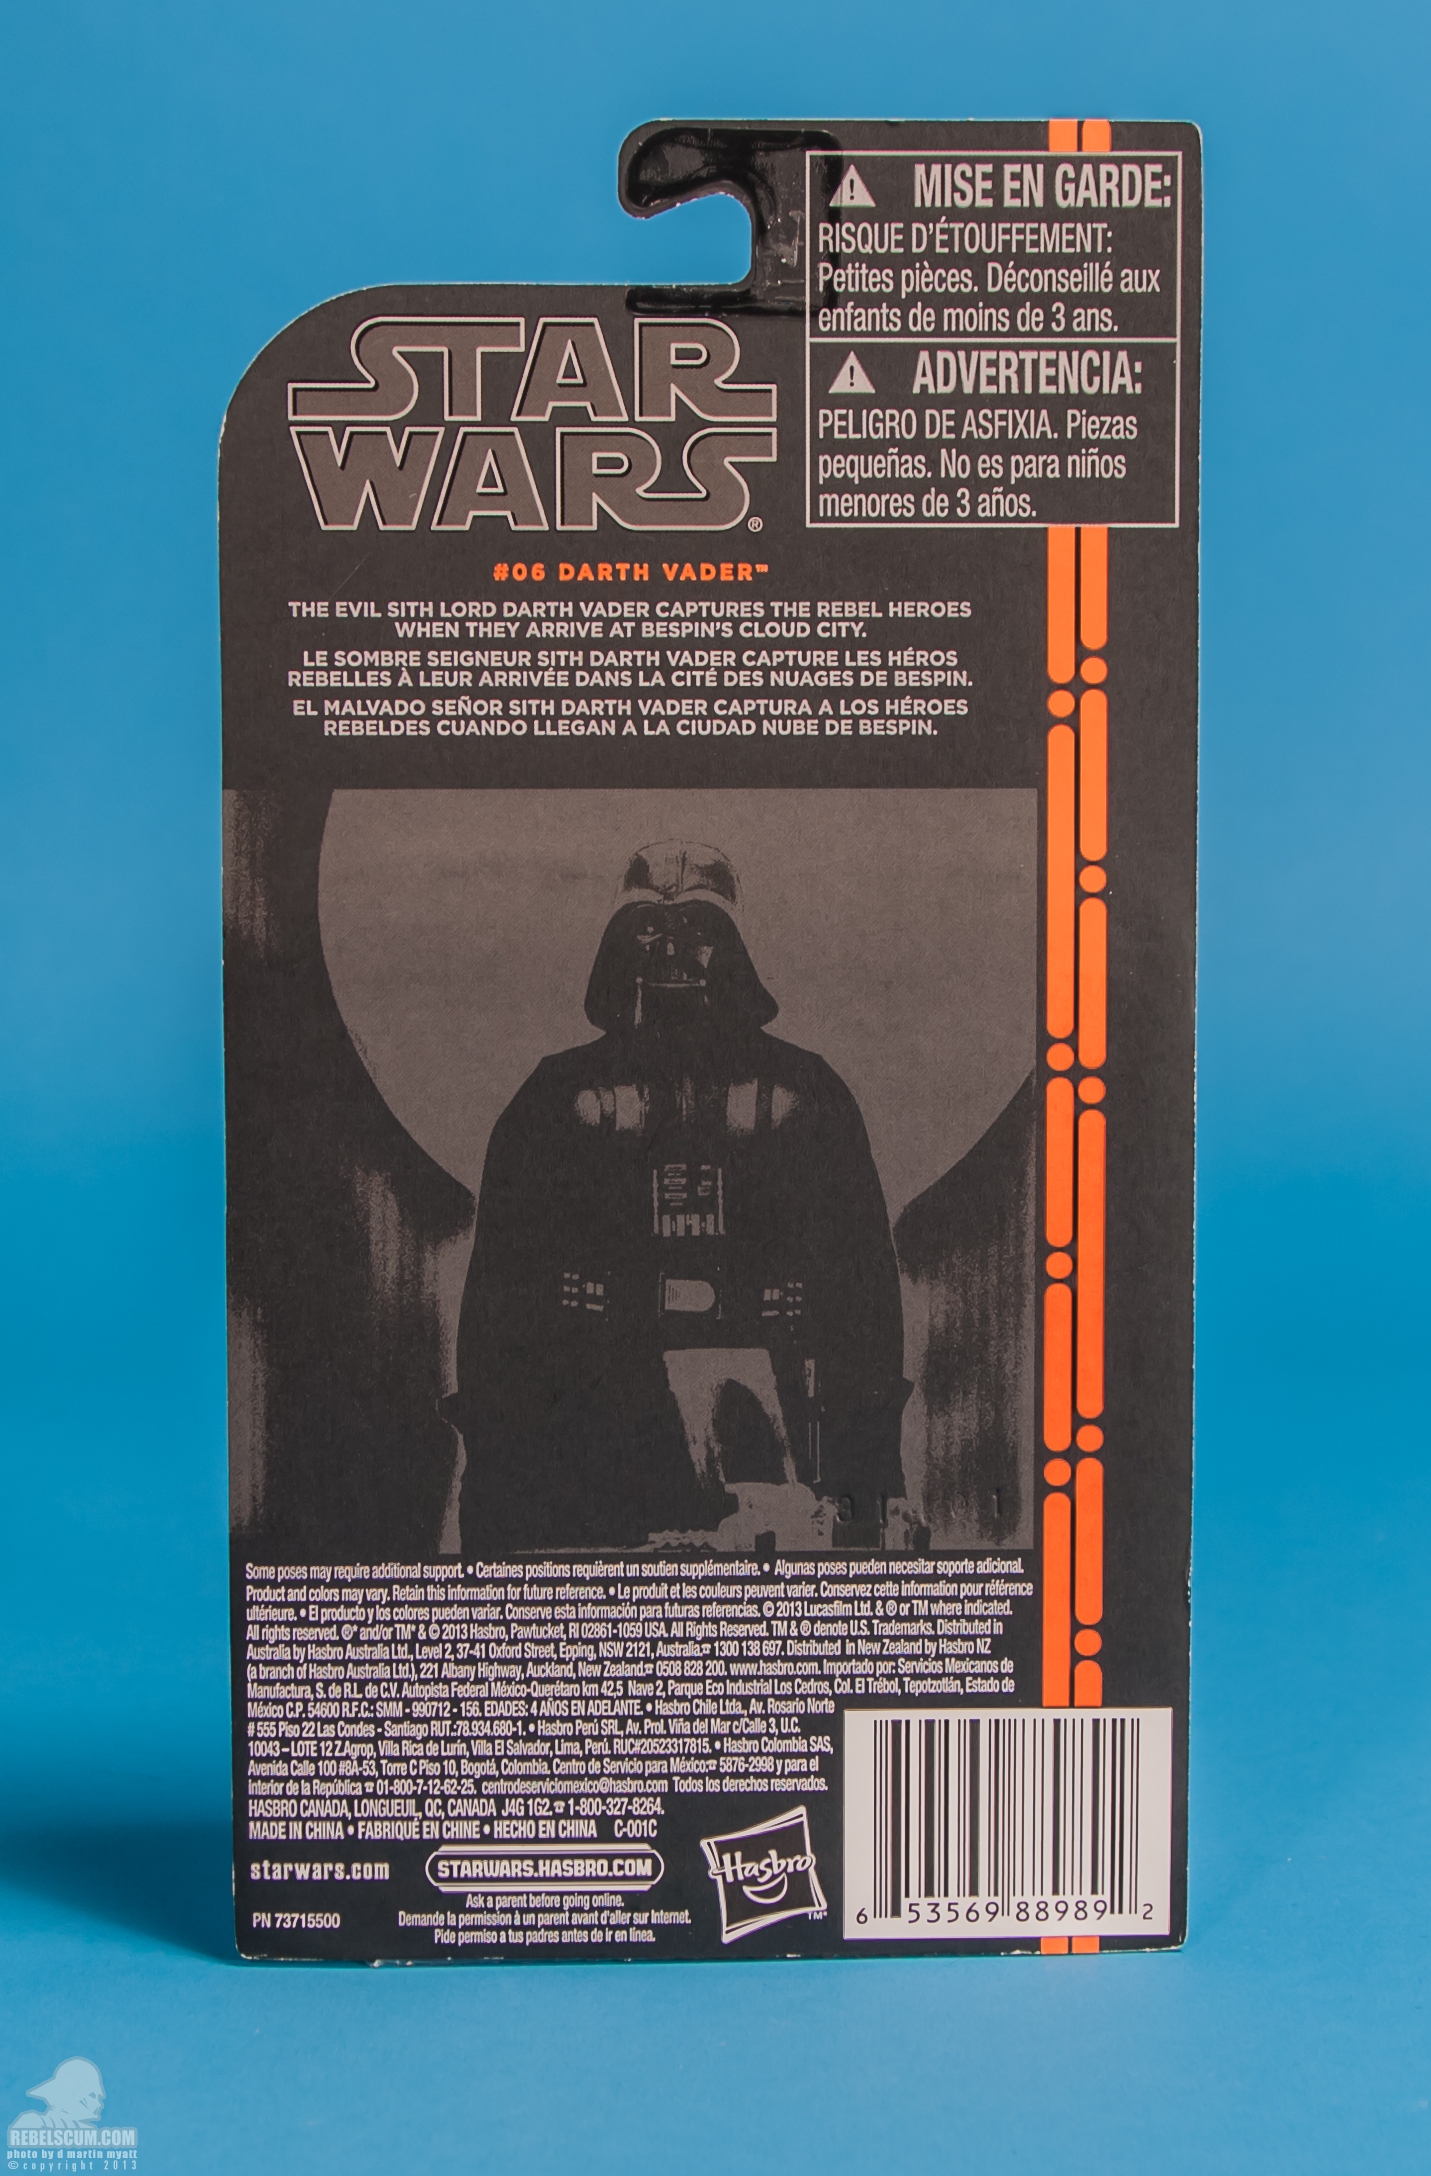 MISE EN GARDE:
RISQUE D'ÉTOUFFEMENT:
Petites pièces. Déconseillé aux
enfants de moins de 3 ans.
ADVERTENCIA:
PELIGRO DE ASFIXIA. Piezas
pequeñas. No es para niños
menores de 3 años.
STAR
WARS®
#06 DARTH VADER™
THE EVIL SITH LORD DARTH VADER CAPTURES THE REBEL HEROES
WHEN THEY ARRIVE AT BESPIN'S CLOUD CITY.
LE SOMBRE SEIGNEUR SITH DARTH VADER CAPTURE LES HÉROS
REBELLES À LEUR ARRIVÉE DANS LA CITÉ DES NUAGES DE BESPIN.
EL MALVADO SEÑOR SITH DARTH VADER CAPTURA A LOS HÉROES
REBELDES CUANDO LLEGAN A LA CIUDAD NUBE DE BESPIN.
Some poses may require additional support. • Certaines positions requièrent un soutien supplémentaire. • Algunas poses pueden necesitar soporte adicional.
Product and colors may vary. Retain this information for future reference. • Le produit et les couleurs peuvent varier. Conservez cette information pour référence
ultérieure. • El producto y los colores pueden variar. Conserve esta información para futuras referencias. © 2013 Lucasfilm Ltd. & ® or TM where indicated.
All rights reserved. ®* and/or TM* & © 2013 Hasbro, Pawtucket, RI 02861-1059 USA. All Rights Reserved. TM & ® denote U.S. Trademarks. Distributed in
Australia by Hasbro Australia Ltd., Level 2, 37-41 Oxford Street, Epping, NSW 2121, Australia.☎ 1300 138 697. Distributed in New Zealand by Hasbro NZ
(a branch of Hasbro Australia Ltd.), 221 Albany Highway, Auckland, New Zealand.☎ 0508 828 200. www.hasbro.com. Importado por: Servicios Mexicanos de
Manufactura, S. de R.L. de C.V. Autopista Federal México-Querétaro km 42,5 Nave 2, Parque Eco Industrial Los Cedros, Col. El Trébol, Tepotzotlán, Estado de
México C.P. 54600 R.F.C.: SMM - 990712 - 156. EDADES: 4 AÑOS EN ADELANTE. • Hasbro Chile Ltda., Av. Rosario Norte
# 555 Piso 22 Las Condes - Santiago RUT.:78.934.680-1. • Hasbro Perú SRL, Av. Prol. Viña del Mar c/Calle 3, U.C.
10043 – LOTE 12 Z.Agrop, Villa Rica de Lurín, Villa El Salvador, Lima, Perú. RUC#20523317815. • Hasbro Colombia SAS,
Avenida Calle 100 #8A-53, Torre C Piso 10, Bogotá, Colombia. Centro de Servicio para México:☎ 5876-2998 y para el
interior de la República ☎ 01-800-7-12-62-25. centrodeserviciomexico@hasbro.com Todos los derechos reservados.
HASBRO CANADA, LONGUEUIL, QC, CANADA J4G 1G2.☎ 1-800-327-8264.
MADE IN CHINA • FABRIQUÉ EN CHINE • HECHO EN CHINA C-001C
starwars.com
STARWARS.HASBRO.COM
Ask a parent before going online.
Demande la permission à un parent avant d'aller sur Internet.
Pide permiso a tus padres antes de ir en línea.
PN 73715500
Hasbro
TM*
6 53569 88989 2
REBELSCUM.COM
photo by d martin myatt
© copyright 2013